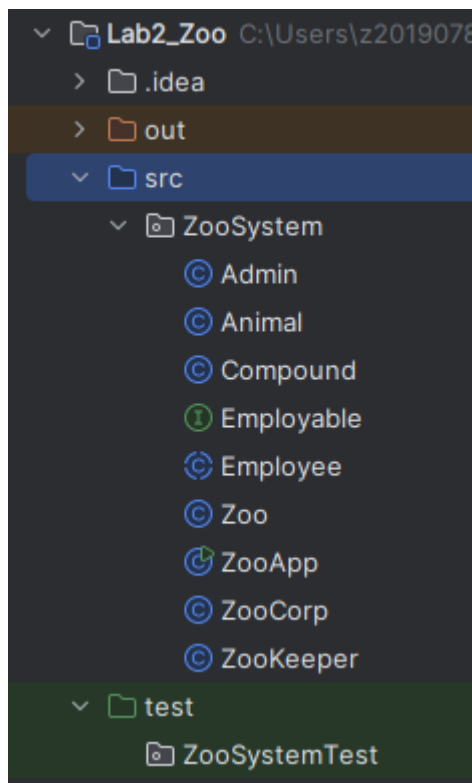 Lab2_Zoo C:\Users\z2019078
.idea
out
src
ZooSystem
Admin
Animal
Compound
Employable
Employee
Zoo
ZooApp
ZooCorp
ZooKeeper
test
ZooSystemTest